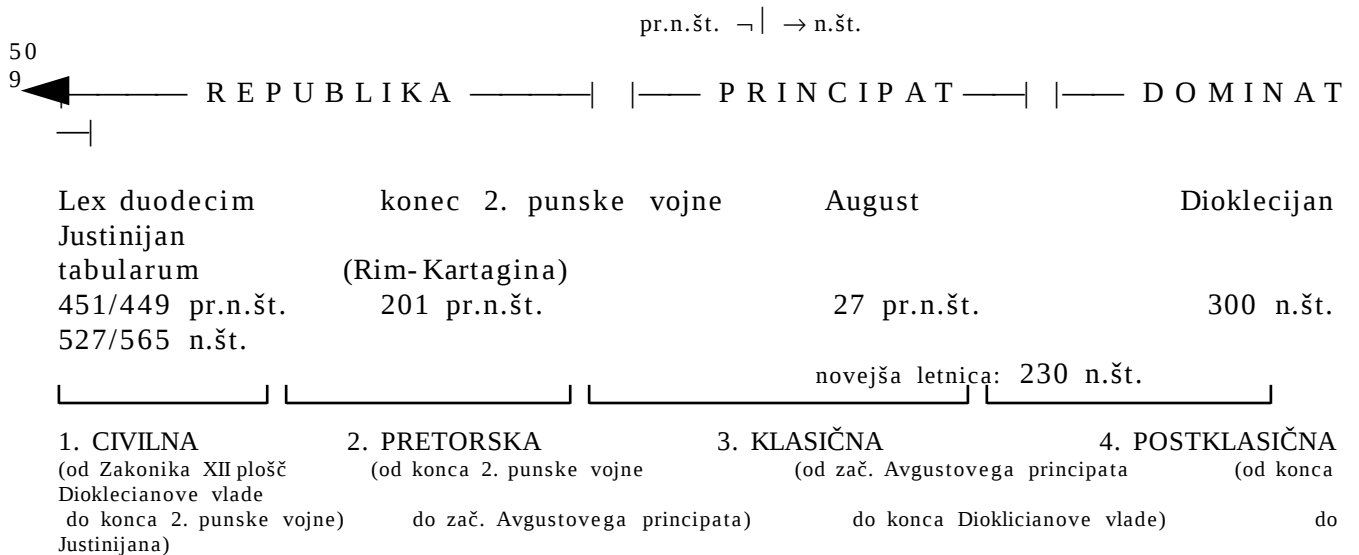 pr.n.št. ¬| → n.št.
50
9
|——— R E P U B L I K A ———| |—— P R I N C I P A T ——| |—— D O M I N A T
—|
Lex duodecim konec 2. punske vojne August Dioklecijan
Justinijan
tabularum (Rim-Kartagina)
451/449 pr.n.št. 201 pr.n.št. 27 pr.n.št. 300 n.št.
527/565 n.št.
novejša letnica: 230 n.št.
1. CIVILNA 2. PRETORSKA 3. KLASIČNA 4. POSTKLASIČNA
(od Zakonika XII plošč (od konca 2. punske vojne (od zač. Avgustovega principata (od konca
Dioklecianove vlade
do konca 2. punske vojne) do zač. Avgustovega principata) do konca Dioklicianove vlade) do
Justinijana)